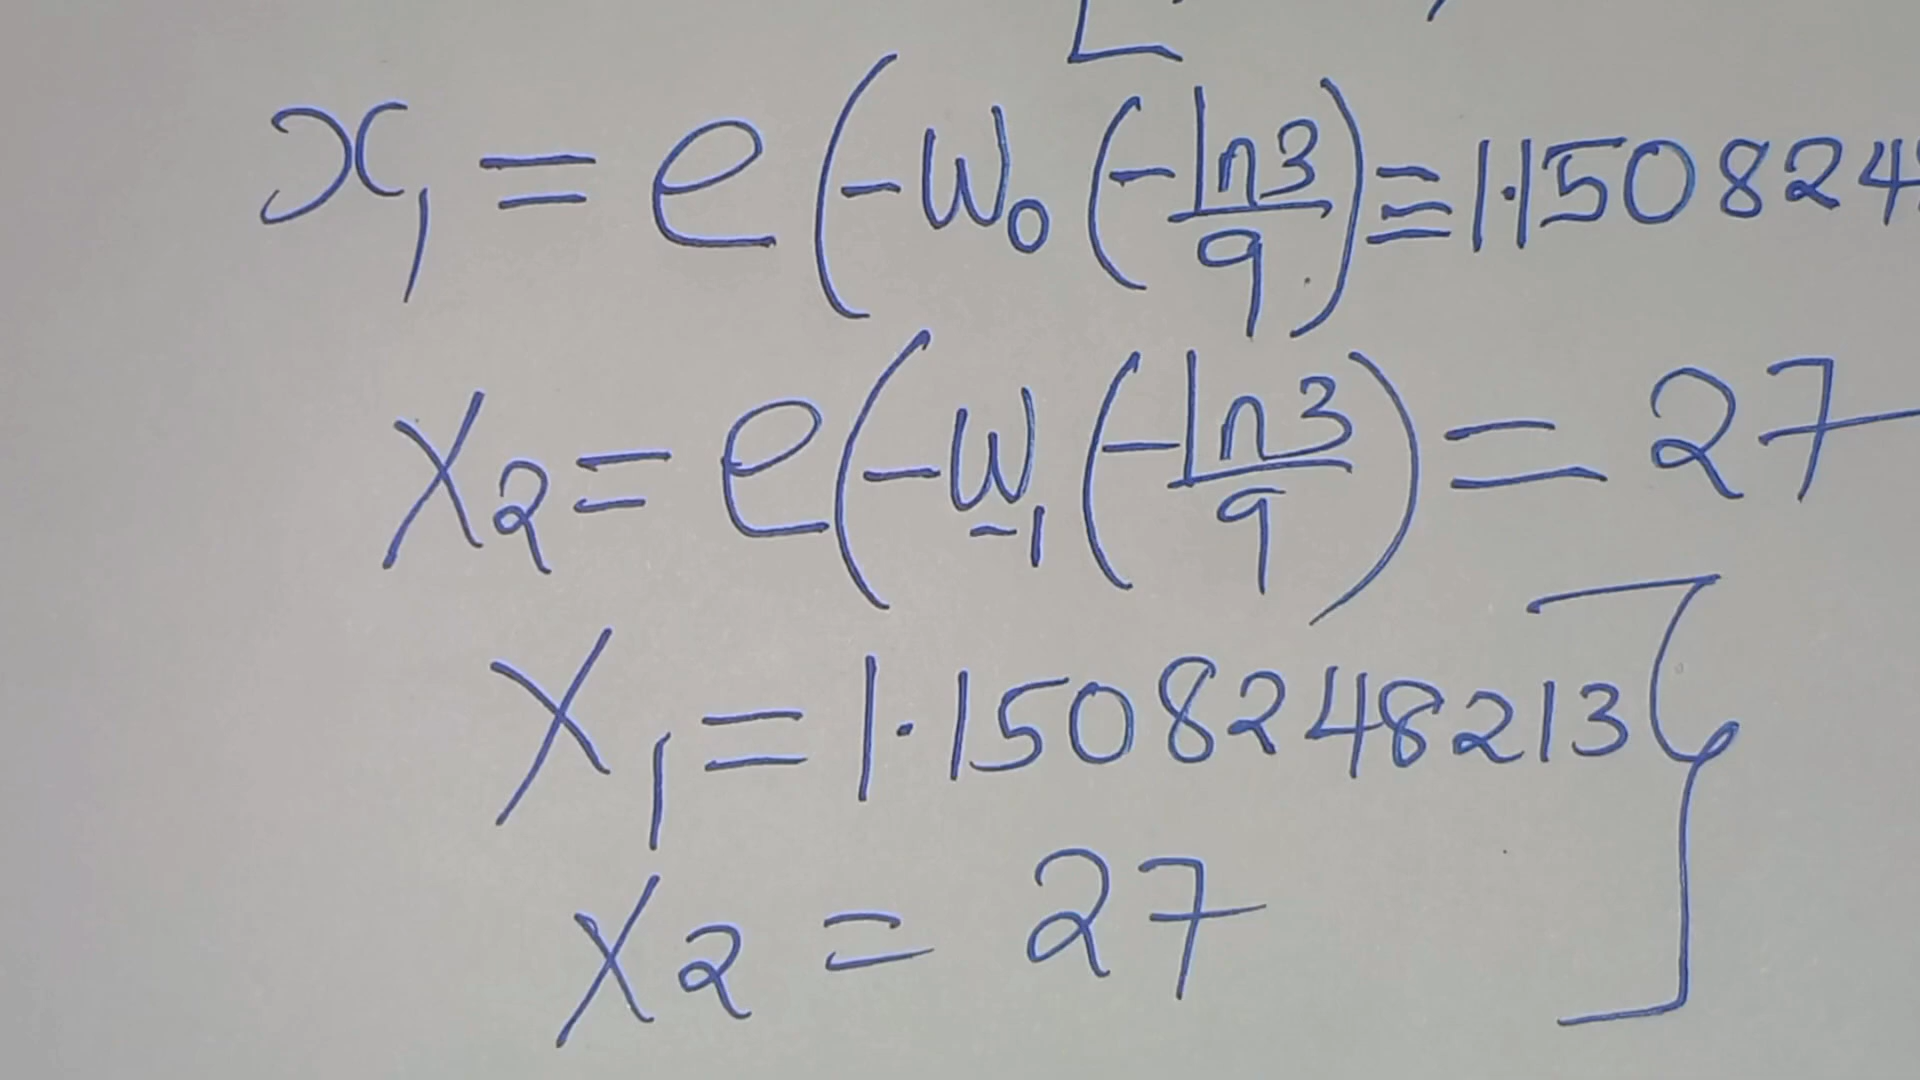 x₁ = e(-W₀(-ln3/9) = 1.150824
x₂ = e(-W₋₁(-ln3/9) = 27
x₁ = 1.1508248213
x₂ = 27